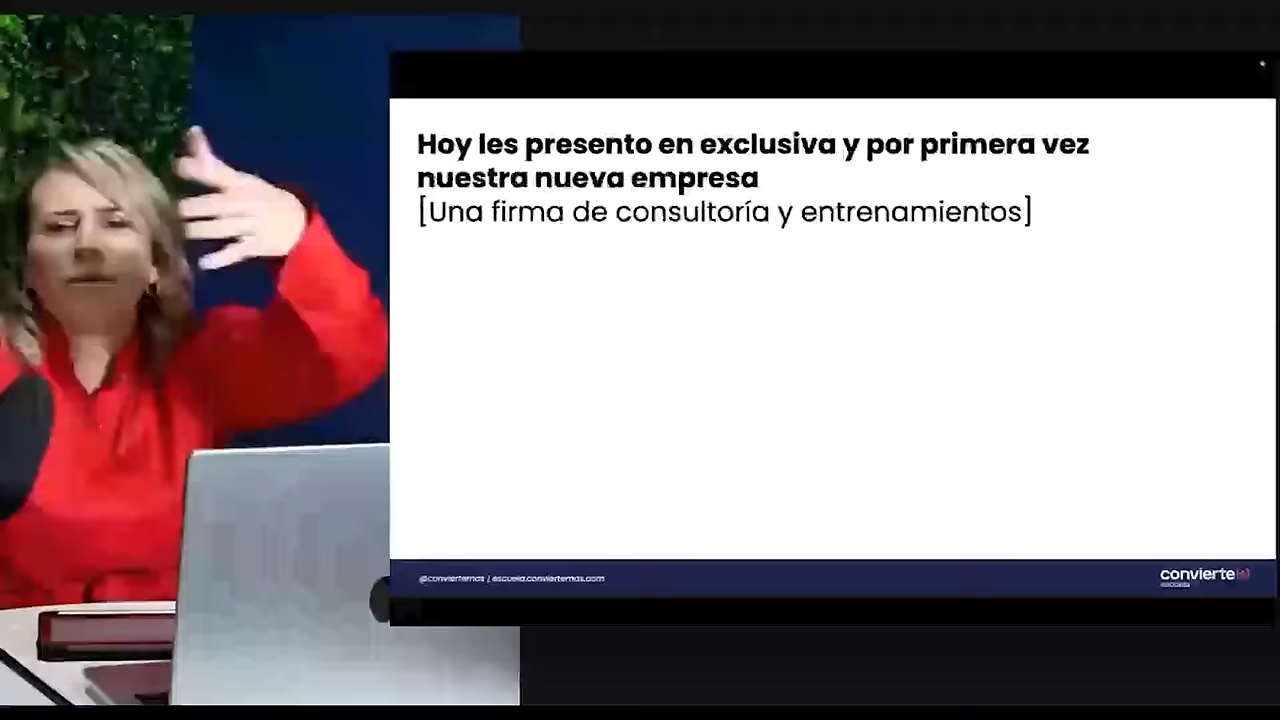 Hoy les presento en exclusiva y por primera vez
nuestra nueva empresa
[Una firma de consultoría y entrenamientos]
@conviertemas | escuela.conviertemas.com
convierte
escuela